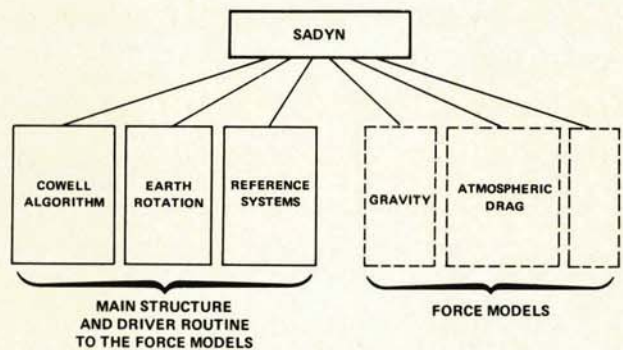 SADYN
COWELL
ALGORITHM
EARTH
ROTATION
REFERENCE
SYSTEMS
GRAVITY
ATMOSPHERIC
DRAG
MAIN STRUCTURE
AND DRIVER ROUTINE
TO THE FORCE MODELS
FORCE MODELS